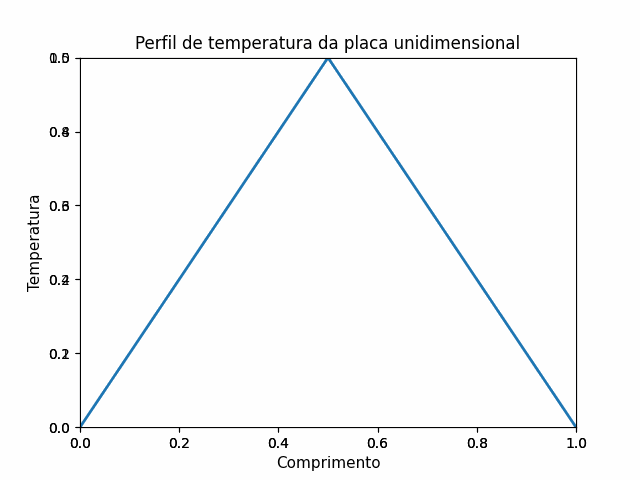 Perfil de temperatura da placa unidimensional
Temperatura
0.0
0.0 0.2 0.4 0.6 0.8 1.0
Comprimento